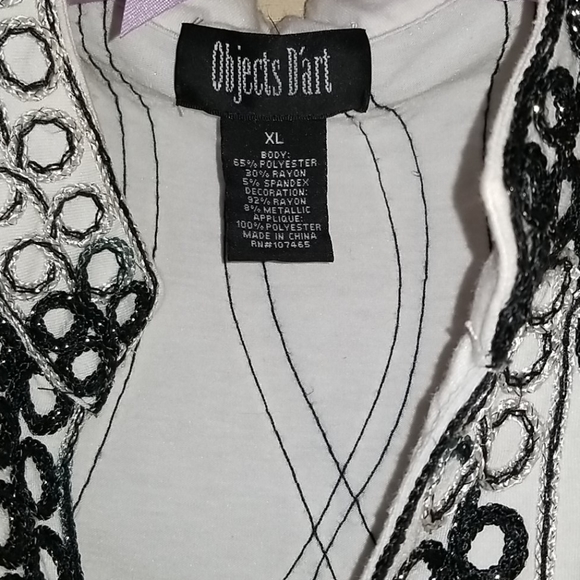 Objects D'art
XL
BODY:
65% POLYESTER
30% RAYON
5% SPANDEX
DECORATION:
92% RAYON
8% METALLIC
APPLIQUE:
100% POLYESTER
MADE IN CHINA
RN#107465